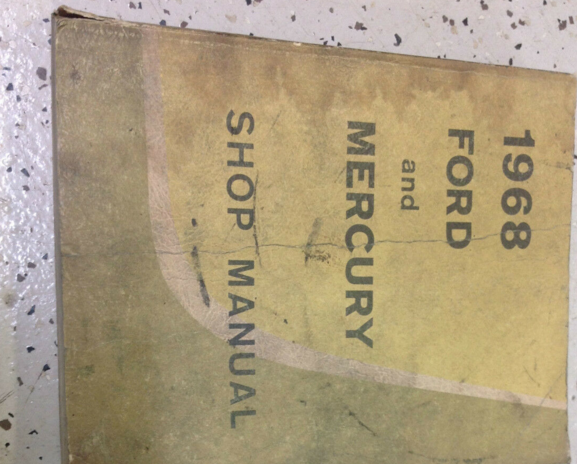 1968
FORD
and
MERCURY
SHOP MANUAL